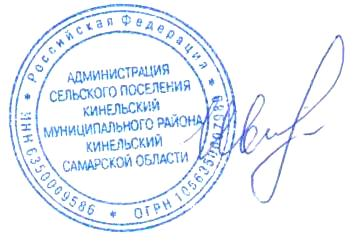 * Российская Федерация *
АДМИНИСТРАЦИЯ
СЕЛЬСКОГО ПОСЕЛЕНИЯ
КИНЕЛЬСКИЙ
МУНИЦИПАЛЬНОГО РАЙОНА
КИНЕЛЬСКИЙ
САМАРСКОЙ ОБЛАСТИ
ИНН 6350009586 * ОГРН